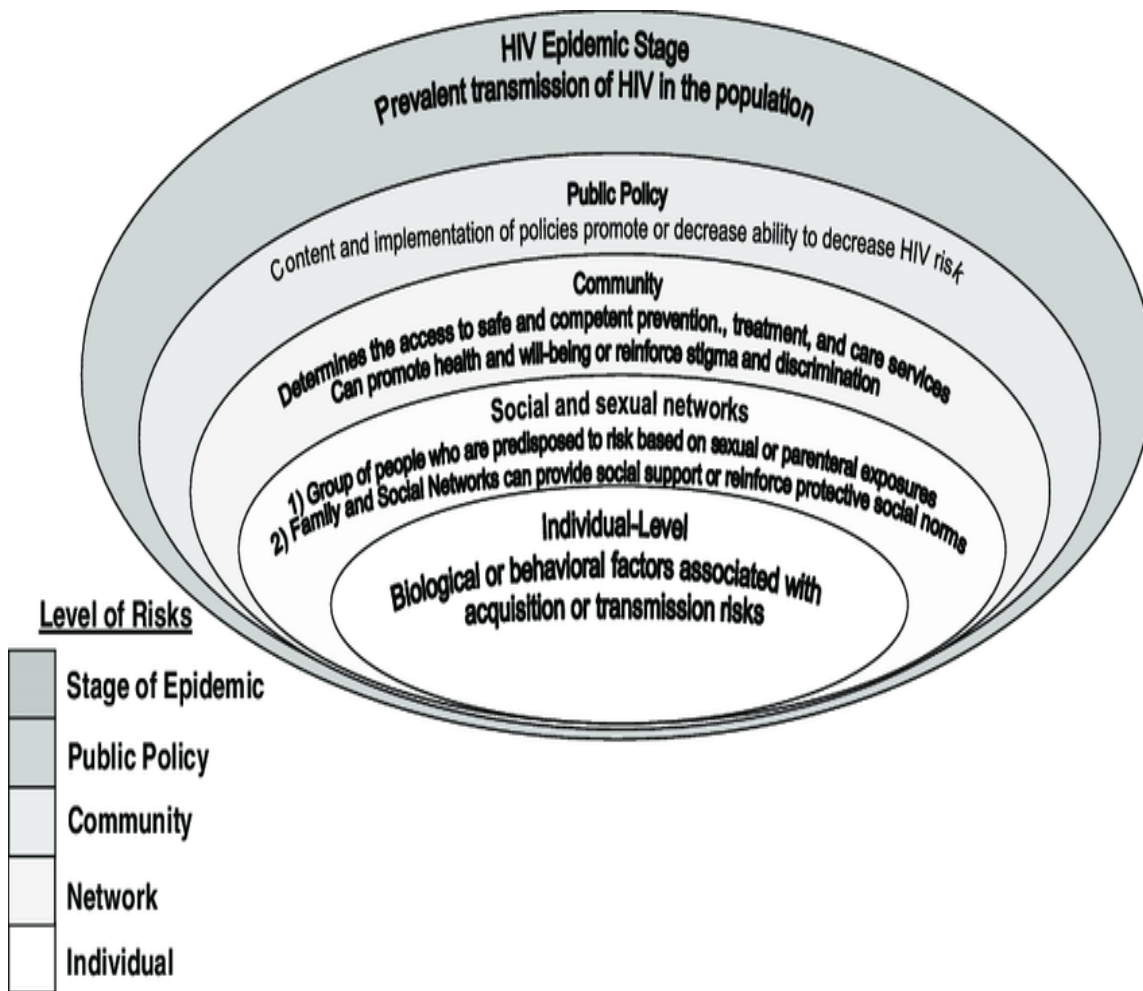 HIV Epidemic Stage
Prevalent transmission of HIV in the population
Public Policy
Content and implementation of policies promote or decrease ability to decrease HIV risk
Community
Determines the access to safe and competent prevention., treatment, and care services
Can promote health and will-being or reinforce stigma and discrimination
Social and sexual networks
1) Group of people who are predisposed to risk based on sexual or parenteral exposures
2) Family and Social Networks can provide social support or reinforce protective social norms
Individual-Level
Biological or behavioral factors associated with
acquisition or transmission risks
Level of Risks
Stage of Epidemic
Public Policy
Community
Network
Individual